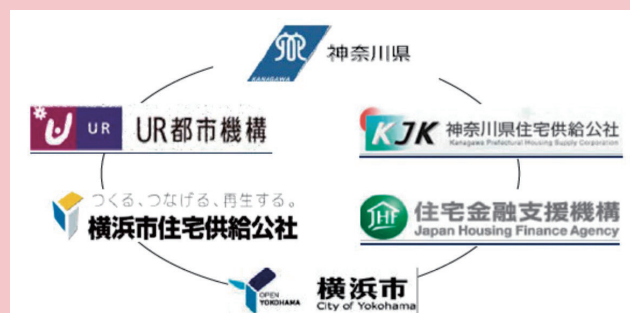 KANAGAWA
神奈川県
UR
UR都市機構
KJK
神奈川県住宅供給公社
Kanagawa Prefectural Housing Supply Corporation
つくる、つなげる、再生する。
横浜市住宅供給公社
JHF
住宅金融支援機構
Japan Housing Finance Agency
OPEN
YOKOHAMA
横浜市
City of Yokohama